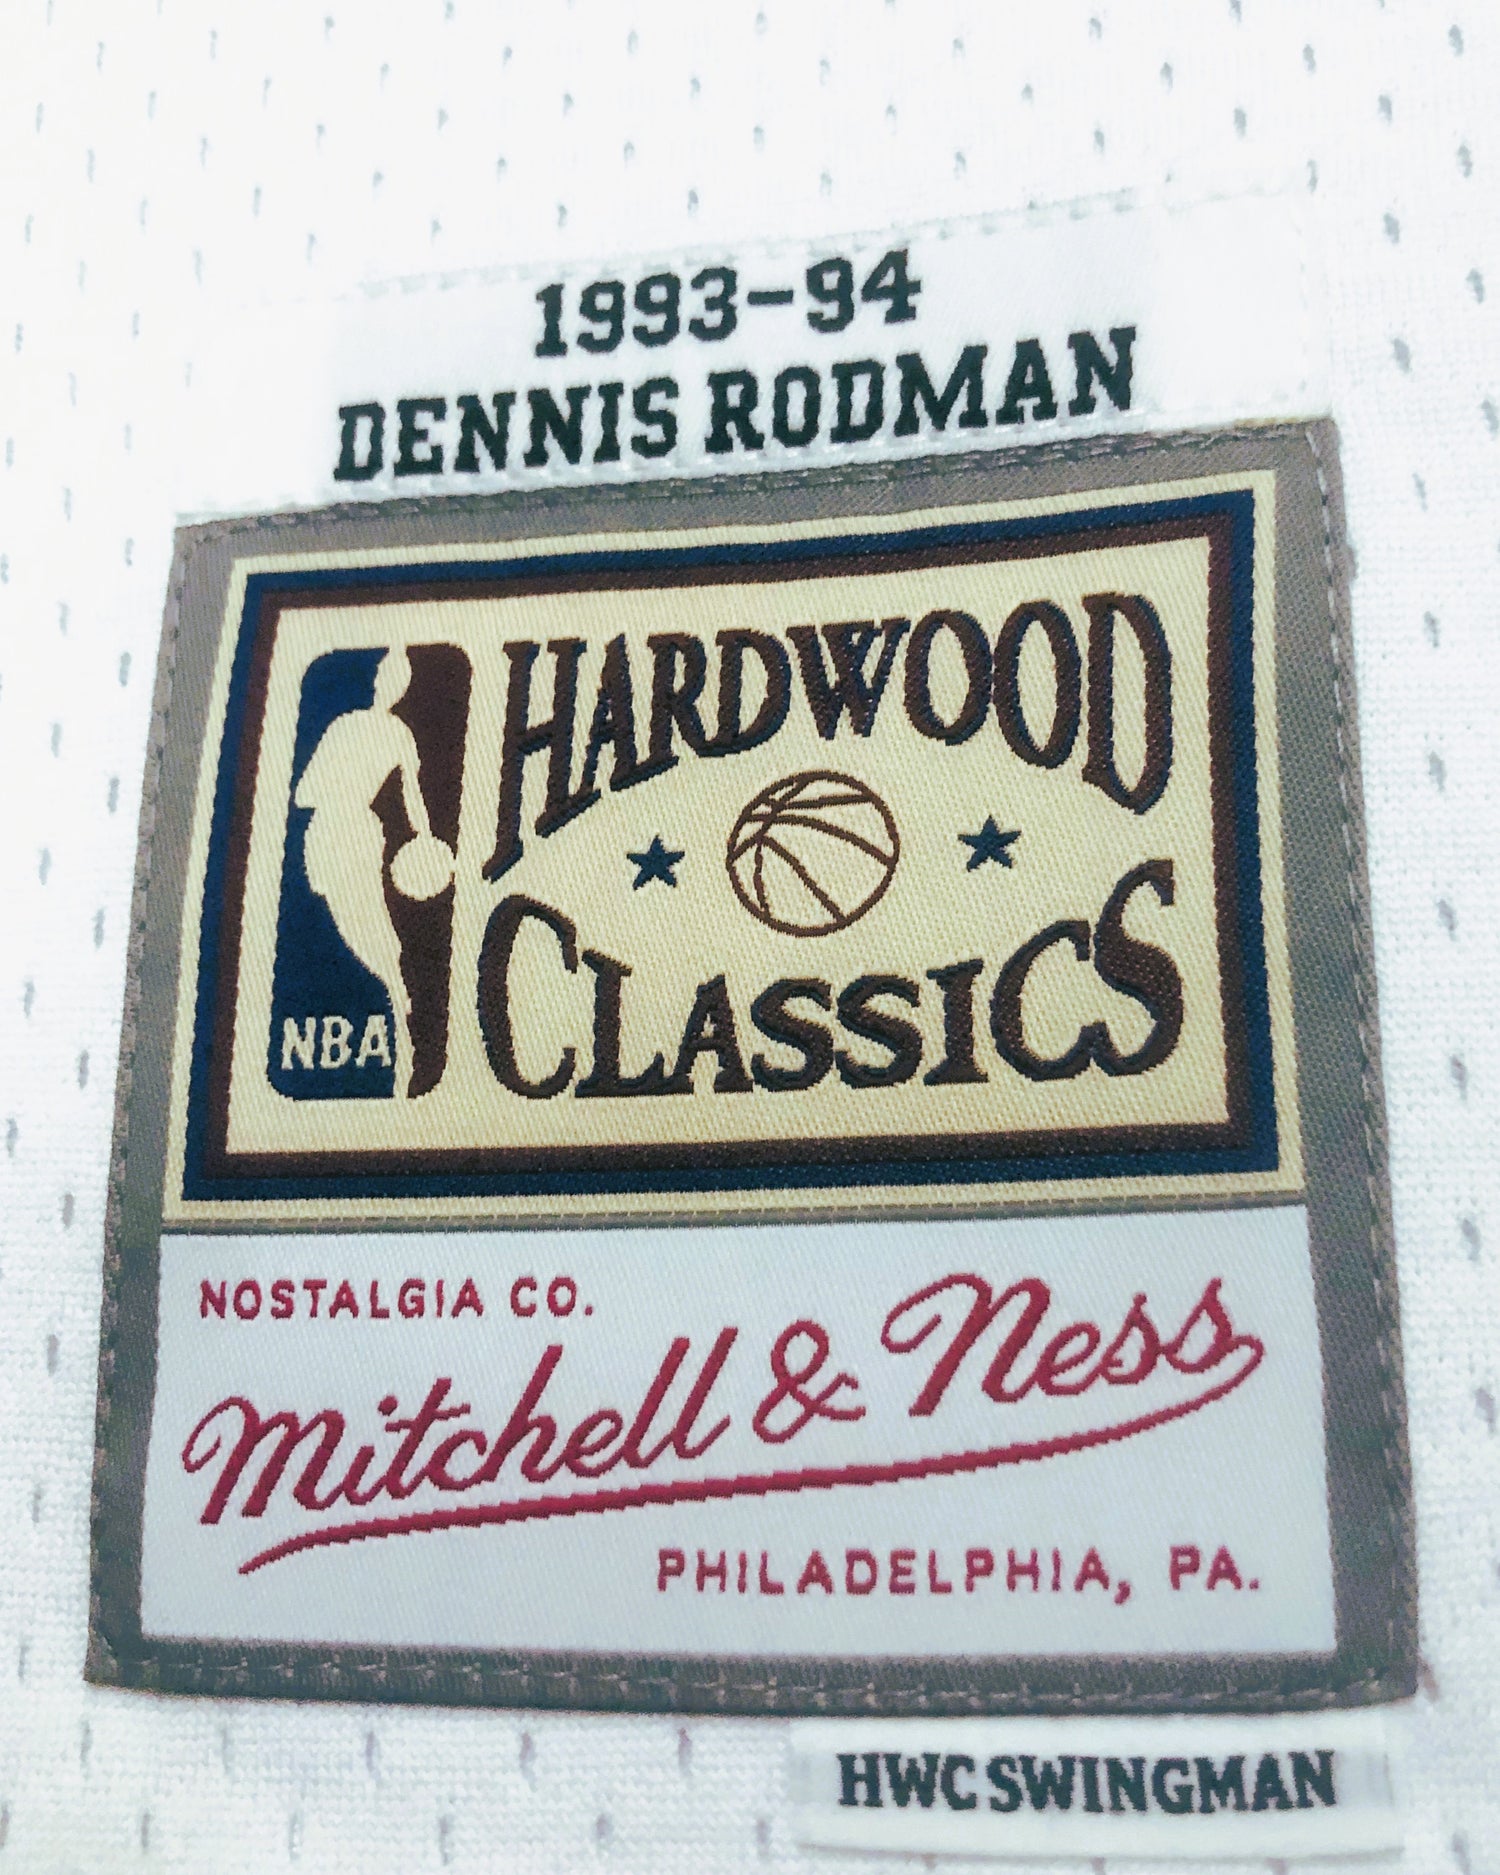 1993-94
DENNIS RODMAN
HARDWOOD
CLASSICS
NBA
NOSTALGIA CO.
Mitchell & Ness
PHILADELPHIA, PA.
HWC SWINGMAN